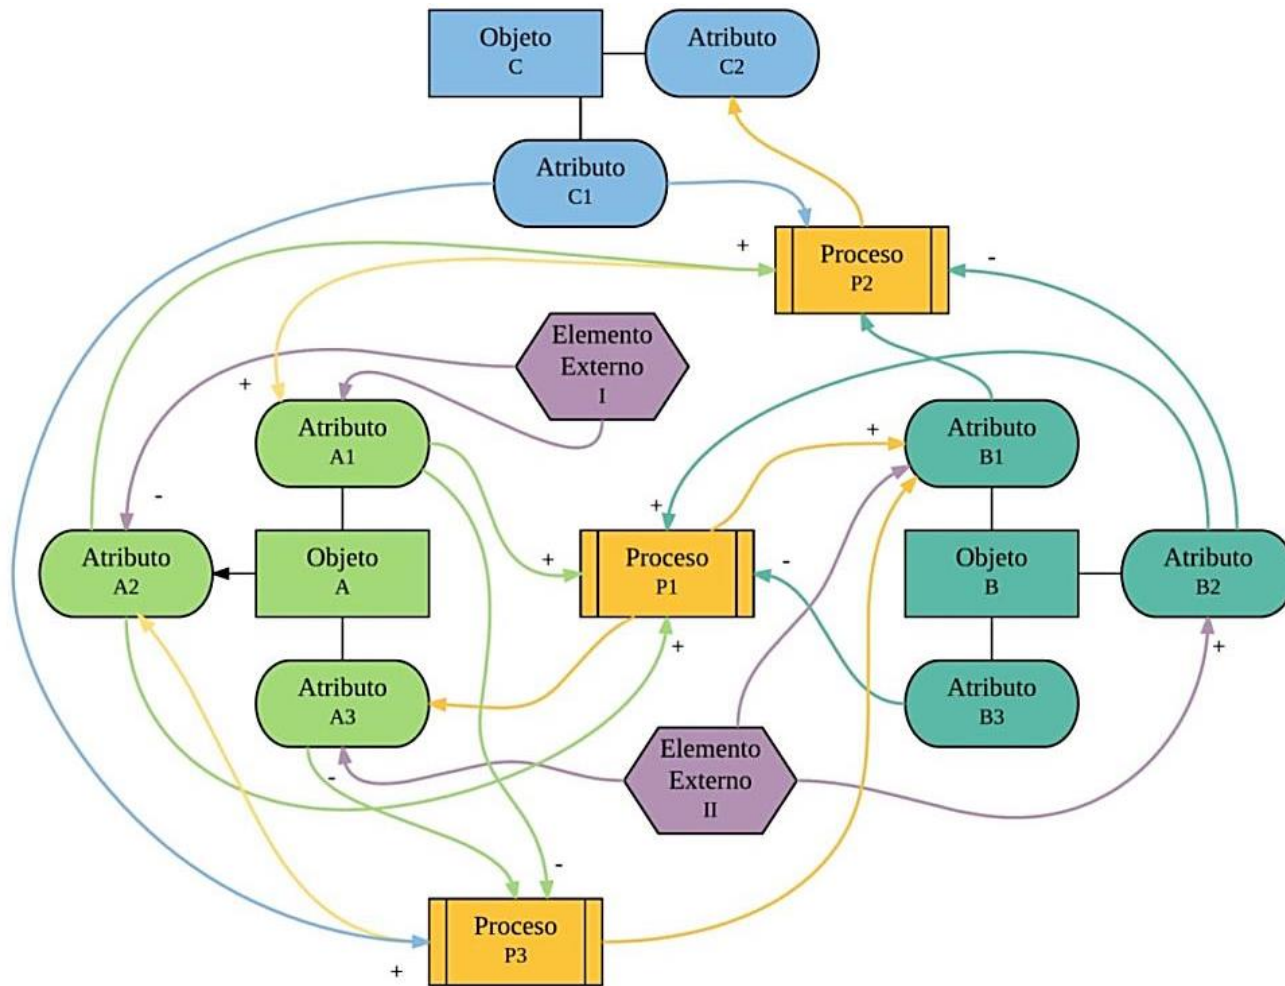 Objeto
C
Atributo
C2
Atributo
C1
+
-
Proceso
P2
Elemento
Externo
I
+
Atributo
A1
+
Atributo
B1
-
+
Atributo
A2
Objeto
A
+
Proceso
P1
-
Objeto
B
Atributo
B2
+
+
Atributo
A3
Atributo
B3
-
Elemento
Externo
II
-
Proceso
P3
+